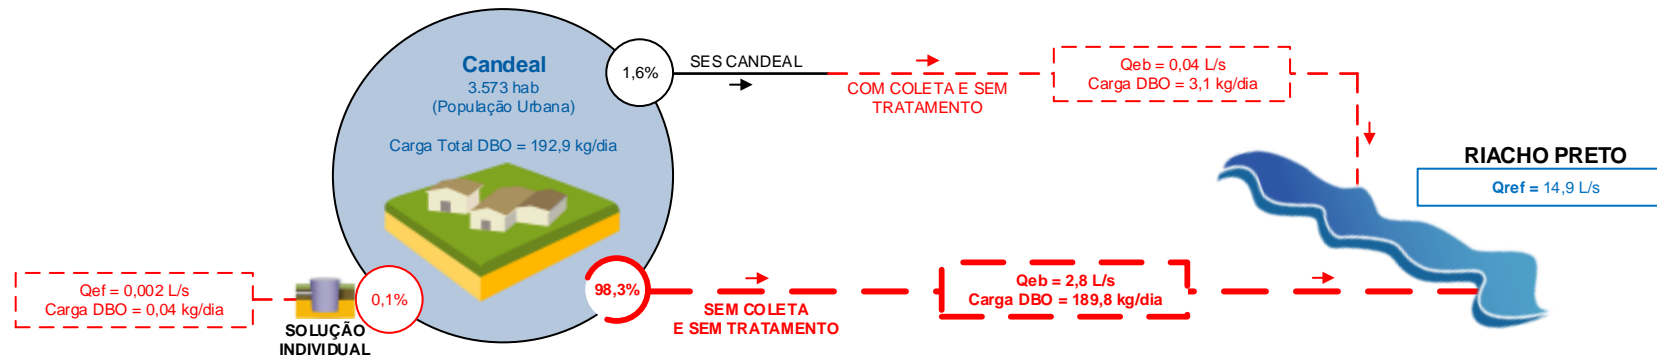 Candeal
3.573 hab
(População Urbana)
Carga Total DBO = 192,9 kg/dia
1,6%
SES CANDEAL
COM COLETA E SEM
TRATAMENTO
Qeb = 0,04 L/s
Carga DBO = 3,1 kg/dia
RIACHO PRETO
Qref = 14,9 L/s
98,3%
SEM COLETA
E SEM TRATAMENTO
Qeb = 2,8 L/s
Carga DBO = 189,8 kg/dia
0,1%
SOLUÇÃO
INDIVIDUAL
Qef = 0,002 L/s
Carga DBO = 0,04 kg/dia